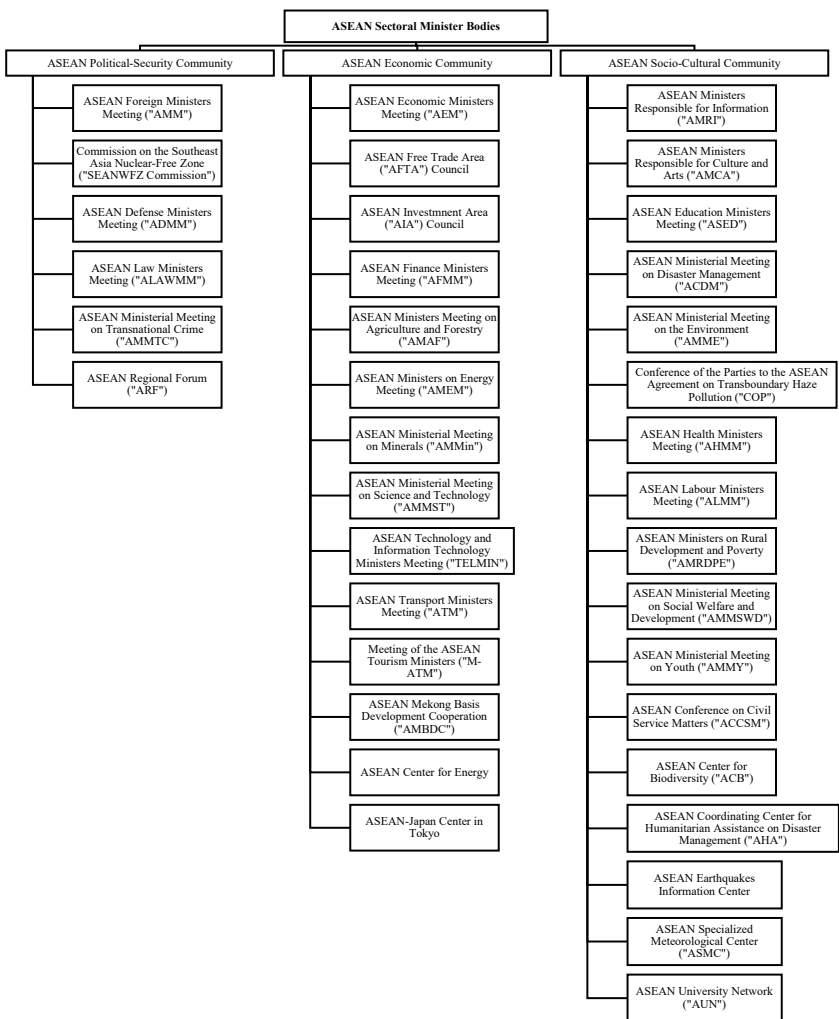 ASEAN Sectoral Minister Bodies
ASEAN Political-Security Community
ASEAN Foreign Ministers
Meeting ("AMM")
Commission on the Southeast
Asia Nuclear-Free Zone
("SEANWFZ Commission")
ASEAN Defense Ministers
Meeting ("ADMM")
ASEAN Law Ministers
Meeting ("ALAWMM")
ASEAN Ministerial Meeting
on Transnational Crime
("AMMTC")
ASEAN Regional Forum
("ARF")
ASEAN Economic Community
ASEAN Economic Ministers
Meeting ("AEM")
ASEAN Free Trade Area
("AFTA") Council
ASEAN Investmnent Area
("AIA") Council
ASEAN Finance Ministers
Meeting ("AFMM")
ASEAN Ministers Meeting on
Agriculture and Forestry
("AMAF")
ASEAN Ministers on Energy
Meeting ("AMEM")
ASEAN Ministerial Meeting
on Minerals ("AMMin")
ASEAN Ministerial Meeting
on Science and Technology
("AMMST")
ASEAN Technology and
Information Technology
Ministers Meeting ("TELMIN")
ASEAN Transport Ministers
Meeting ("ATM")
Meeting of the ASEAN
Tourism Ministers ("M-
ATM")
ASEAN Mekong Basis
Development Cooperation
("AMBDC")
ASEAN Center for Energy
ASEAN-Japan Center in
Tokyo
ASEAN Socio-Cultural Community
ASEAN Ministers
Responsible for Information
("AMRI")
ASEAN Ministers
Responsible for Culture and
Arts ("AMCA")
ASEAN Education Ministers
Meeting ("ASED")
ASEAN Ministerial Meeting on
Disaster Management
("ACDM")
ASEAN Ministerial Meeting
on the Environment
("AMME")
Conference of the Parties to the ASEAN
Agreement on Transboundary Haze
Pollution ("COP")
ASEAN Health Ministers
Meeting ("AHMM")
ASEAN Labour Ministers
Meeting ("ALMM")
ASEAN Ministers on Rural
Development and Poverty
("AMRDPE")
ASEAN Ministerial Meeting
on Social Welfare and
Development ("AMMSWD")
ASEAN Ministerial Meeting
on Youth ("AMMY")
ASEAN Conference on Civil
Service Matters ("ACCSM")
ASEAN Center for
Biodiversity ("ACB")
ASEAN Coordinating Center for
Humanitarian Assistance on Disaster
Management ("AHA")
ASEAN Earthquakes
Information Center
ASEAN Specialized
Meteorological Center
("ASMC")
ASEAN University Network
("AUN")